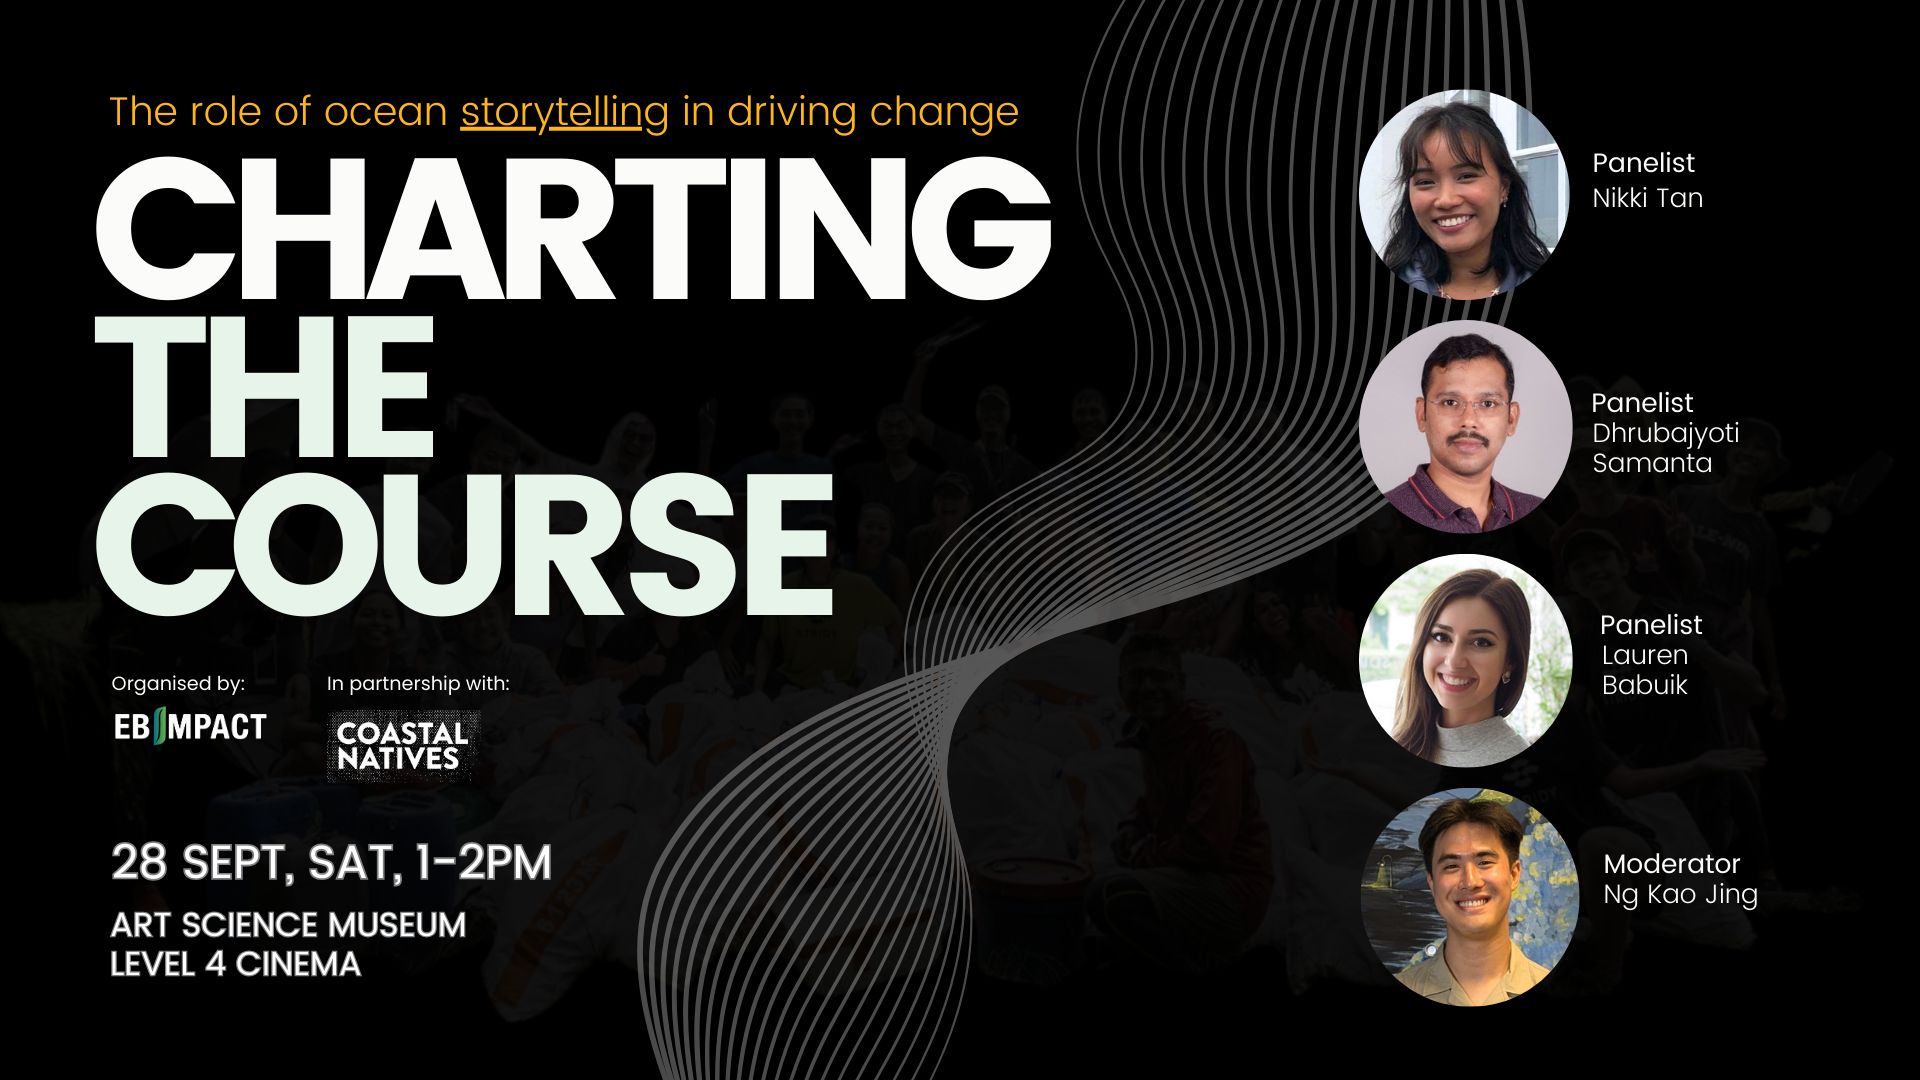 The role of ocean storytelling in driving change
CHARTING
THE
COURSE
Organised by:
EB IMPACT
In partnership with:
COASTAL
NATIVES
28 SEPT, SAT, 1-2PM
ART SCIENCE MUSEUM
LEVEL 4 CINEMA
Panelist
Nikki Tan
Panelist
Dhrubajyoti
Samanta
Panelist
Lauren
Babuik
Moderator
Ng Kao Jing